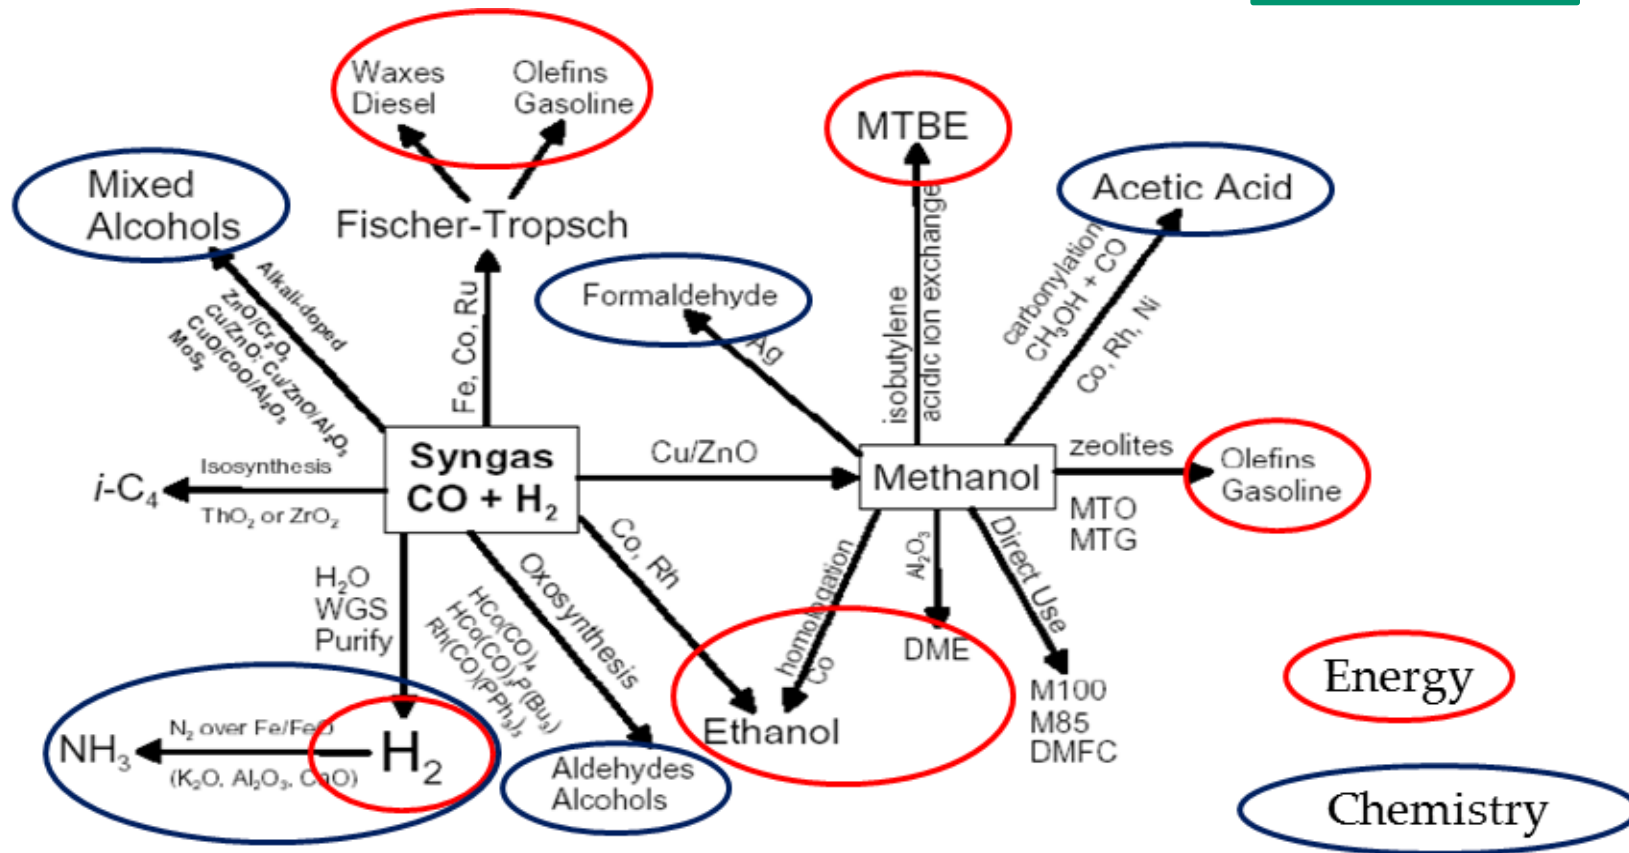 Waxes
Diesel
Olefins
Gasoline
MTBE
Mixed
Alcohols
Acetic Acid
Fischer-Tropsch
Formaldehyde
Alkali-doped
ZnO/Cr₂O₃
Cu/ZnO; Cu/ZnO/Al₂O₃
CuO/CoO/Al₂O₃
MoS₂
Fe, Co, Ru
Ag
isobutylene
acidic ion exchange
carbonylation
CH₃OH + CO
Co, Rh, Ni
Syngas
CO + H₂
Cu/ZnO
Methanol
zeolites
MTO
MTG
Olefins
Gasoline
i-C₄
Isosynthesis
ThO₂ or ZrO₂
H₂O
WGS
Purify
Oxosynthesis
HCo(CO)₄
HCo(CO)₃P(Bu₃)
Rh(CO)(PPh₃)₃
Co, Rh
homologation
Co
Al₂O₃
Direct Use
DME
Ethanol
M100
M85
DMFC
NH₃
N₂ over Fe/FeO
(K₂O, Al₂O₃, CaO)
H₂
Aldehydes
Alcohols
Energy
Chemistry